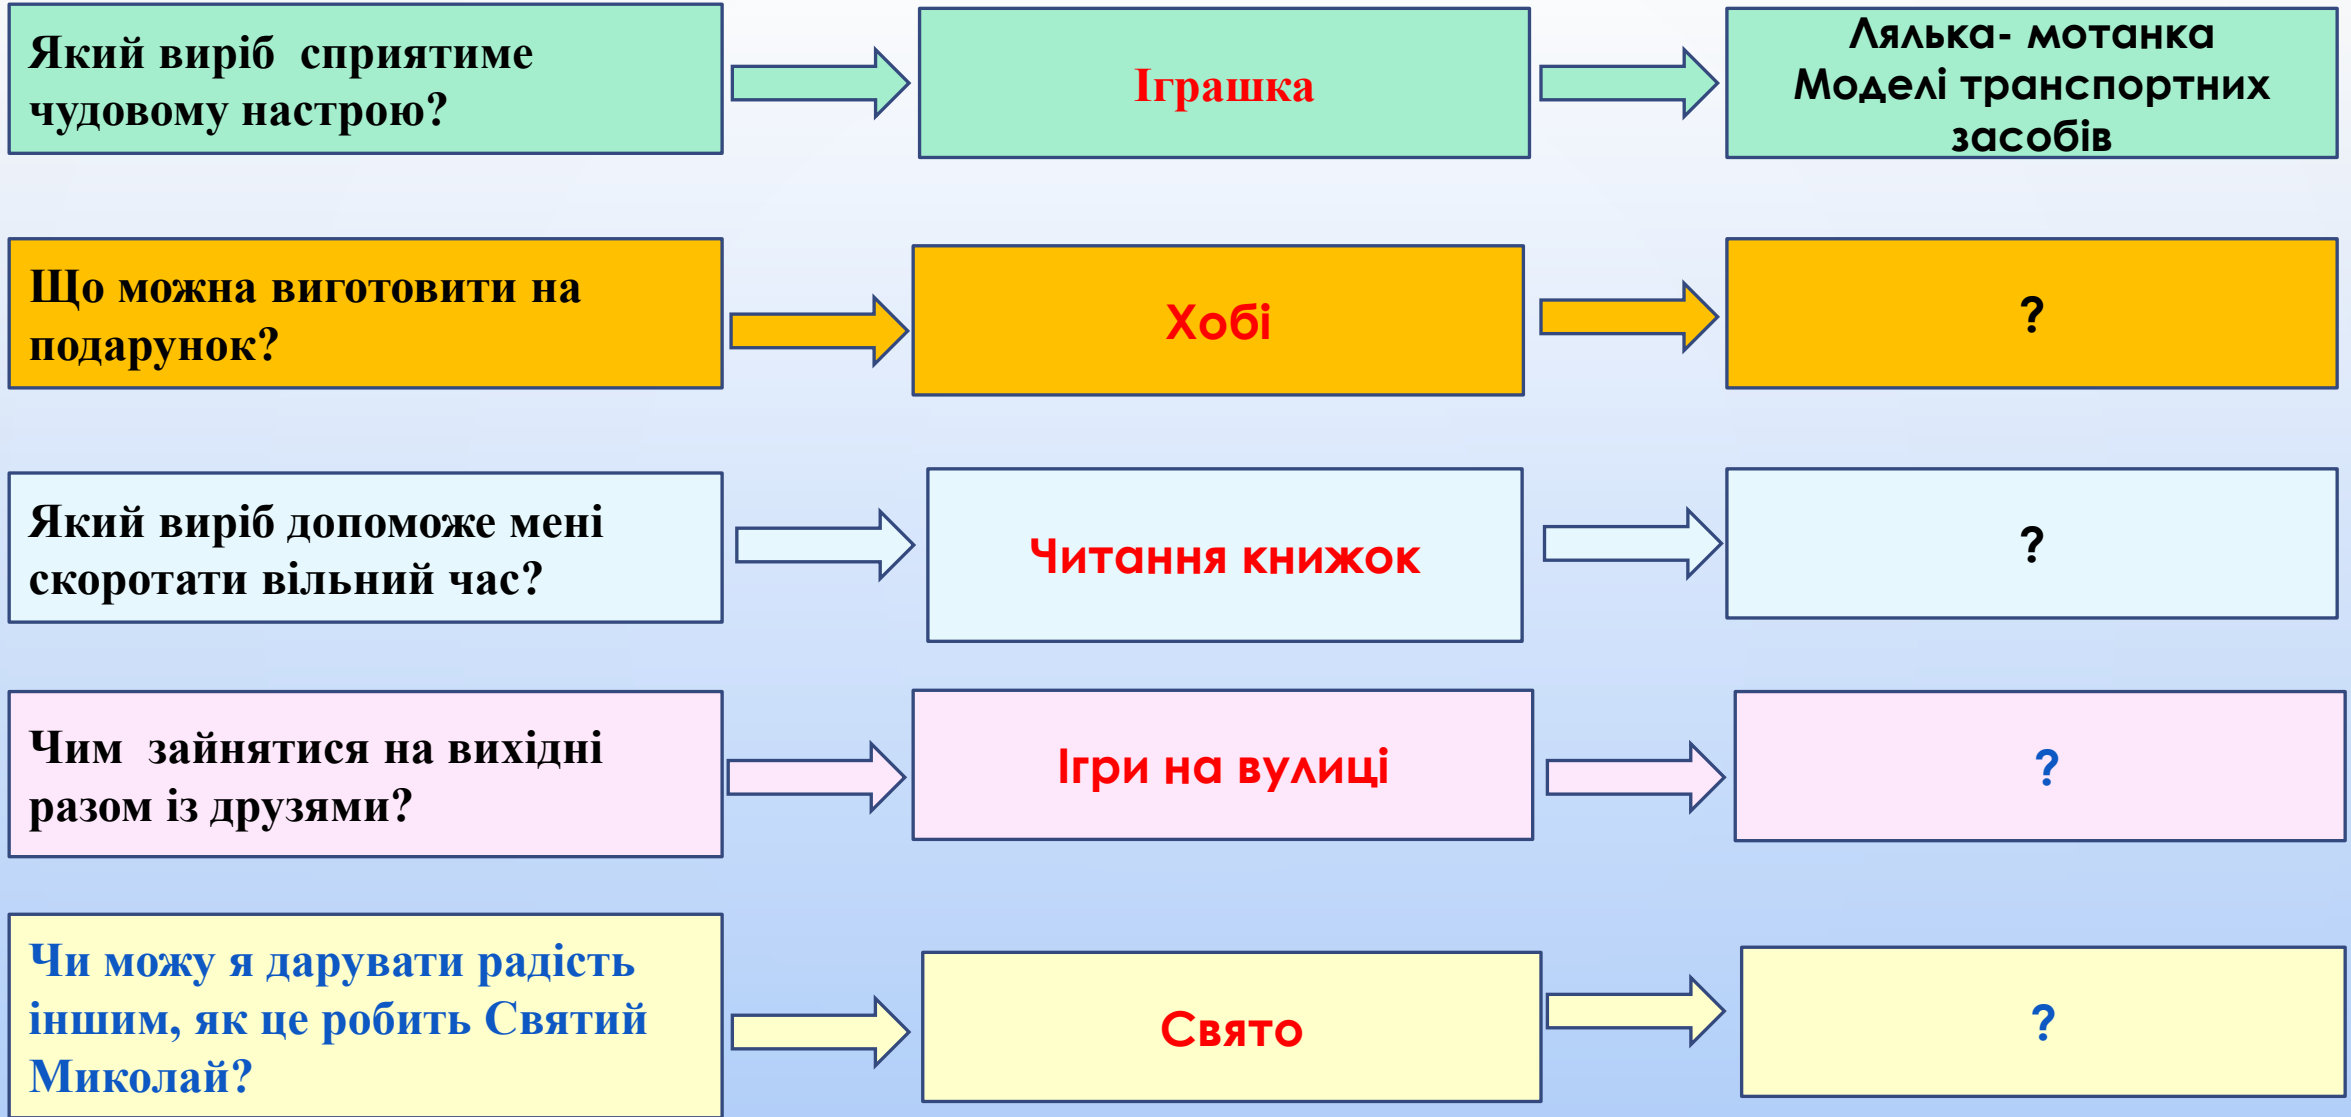 Який виріб  сприятиме
чудовому настрою?
Іграшка
Лялька- мотанка
Моделі транспортних
засобів
Що можна виготовити на
подарунок?
Хобі
?
Який виріб допоможе мені
скоротати вільний час?
Читання книжок
?
Чим  зайнятися на вихідні
разом із друзями?
Ігри на вулиці
?
Чи можу я дарувати радість
іншим, як це робить Святий
Миколай?
Свято
?